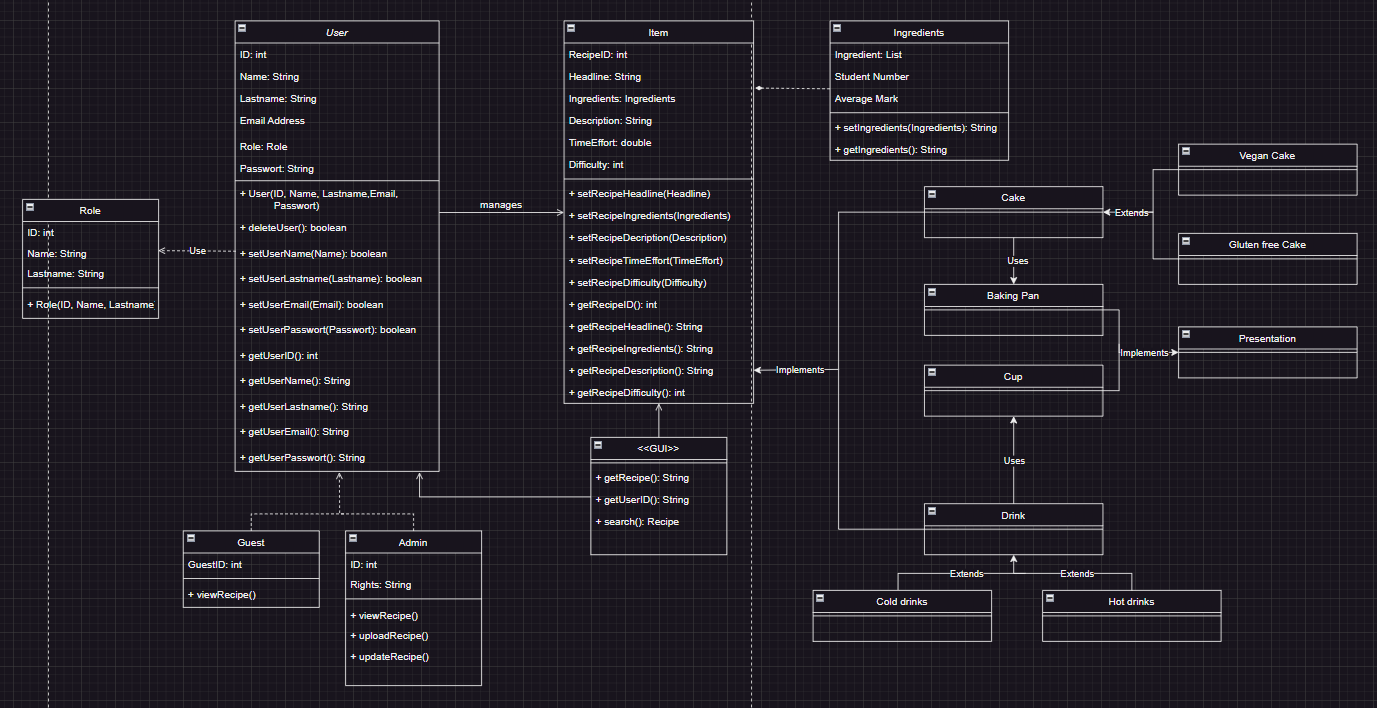 User
ID: int
Name: String
Lastname: String
Email Address
Role: Role
Passwort: String
+ User(ID, Name, Lastname,Email,
Passwort)
+ deleteUser(): boolean
+ setUserName(Name): boolean
+ setUserLastname(Lastname): boolean
+ setUserEmail(Email): boolean
+ setUserPasswort(Passwort): boolean
+ getUserID(): int
+ getUserName(): String
+ getUserLastname(): String
+ getUserEmail(): String
+ getUserPasswort(): String
Role
ID: int
Name: String
Lastname: String
+ Role(ID, Name, Lastname
Use
manages
Item
RecipeID: int
Headline: String
Ingredients: Ingredients
Description: String
TimeEffort: double
Difficulty: int
+ setRecipeHeadline(Headline)
+ setRecipeIngredients(Ingredients)
+ setRecipeDecription(Description)
+ setRecipeTimeEffort(TimeEffort)
+ setRecipeDifficulty(Difficulty)
+ getRecipeID(): int
+ getRecipeHeadline(): String
+ getRecipeIngredients(): String
+ getRecipeDescription(): String
+ getRecipeDifficulty(): int
Ingredients
Ingredient: List
Student Number
Average Mark
+ setIngredients(Ingredients): String
+ getIngredients(): String
Vegan Cake
Cake
Extends
Gluten free Cake
Uses
Baking Pan
Presentation
Implements
Implements
Cup
Uses
Drink
Extends
Extends
Cold drinks
Hot drinks
<<GUI>>
+ getRecipe(): String
+ getUserID(): String
+ search(): Recipe
Guest
GuestID: int
+ viewRecipe()
Admin
ID: int
Rights: String
+ viewRecipe()
+ uploadRecipe()
+ updateRecipe()